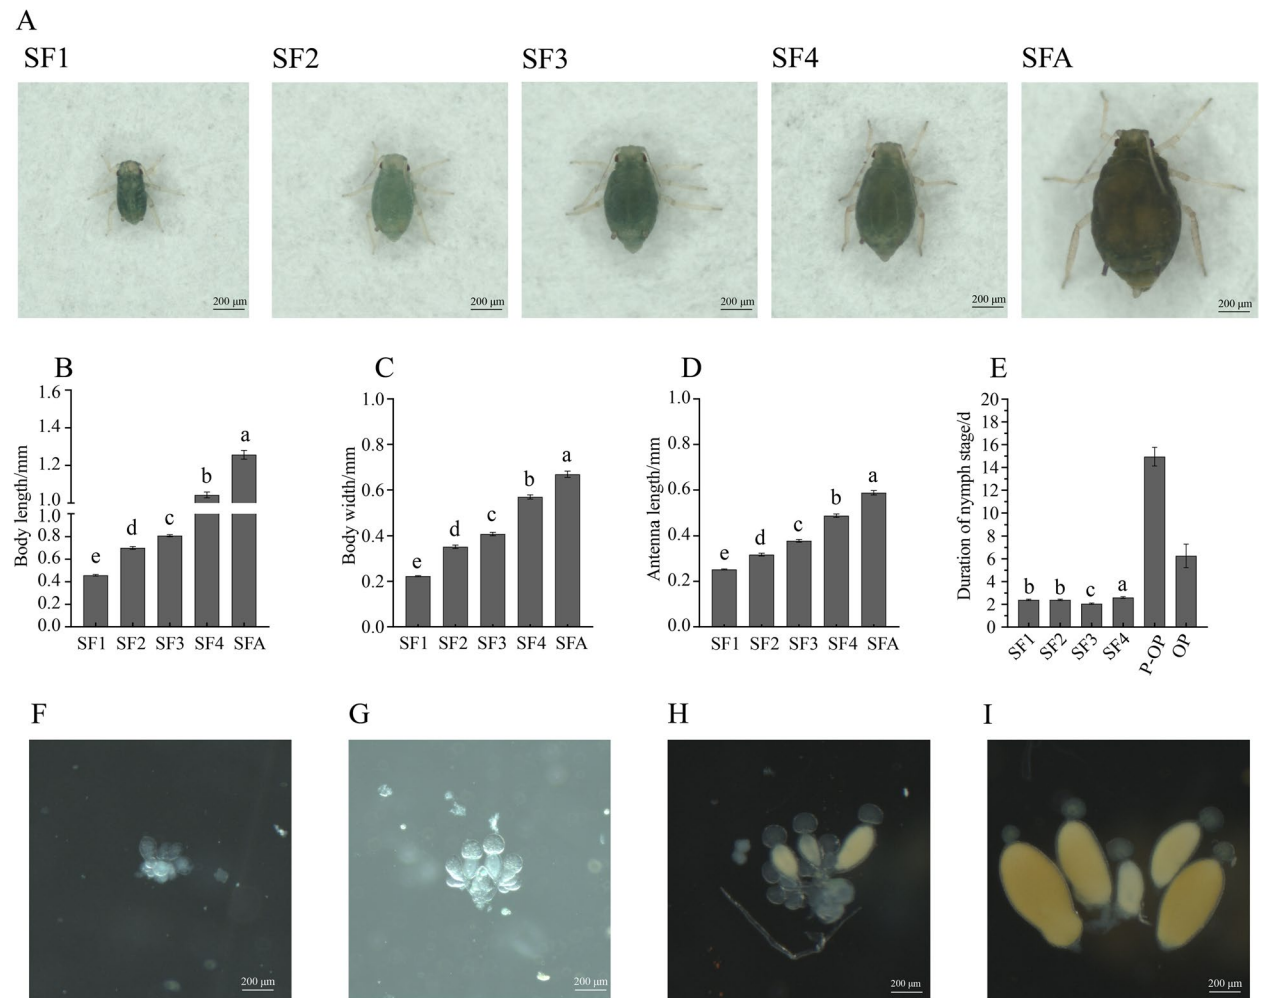 A
SF1 SF2 SF3 SF4 SFA
200 μm 200 μm 200 μm 200 μm 200 μm
B
Body length/mm
1.6
1.4
1.2
1.0
1.0
0.8
0.6
0.4
0.2
0.0
e d c b a
SF1 SF2 SF3 SF4 SFA
C
Body width/mm
1.0
0.8
0.6
0.4
0.2
0.0
e d c b a
SF1 SF2 SF3 SF4 SFA
D
Antenna length/mm
1.0
0.8
0.6
0.4
0.2
0.0
e d c b a
SF1 SF2 SF3 SF4 SFA
E
Duration of nymph stage/d
20
18
16
14
12
10
8
6
4
2
0
b b c a
SF1 SF2 SF3 SF4 P-OP OP
F G H I
200 μm 200 μm 200 μm 200 μm